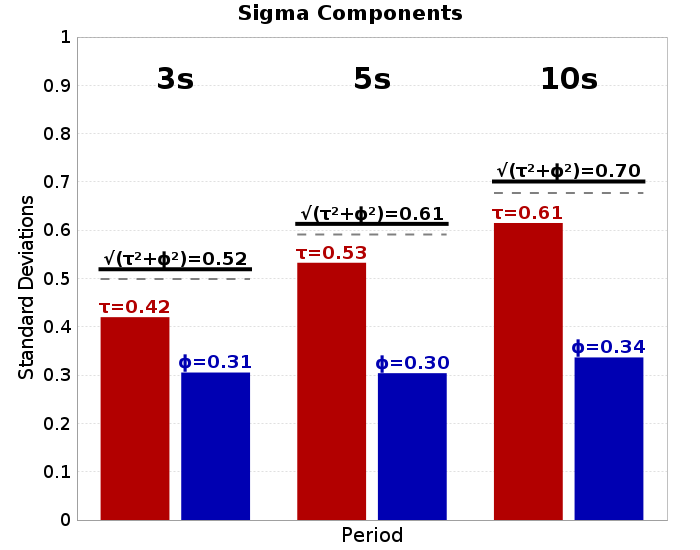 Sigma Components
Standard Deviations
1
0.9
0.8
0.7
0.6
0.5
0.4
0.3
0.2
0.1
0
3s
5s
10s
√(τ²+ϕ²)=0.52
τ=0.42
ϕ=0.31
√(τ²+ϕ²)=0.61
τ=0.53
ϕ=0.30
√(τ²+ϕ²)=0.70
τ=0.61
ϕ=0.34
Period